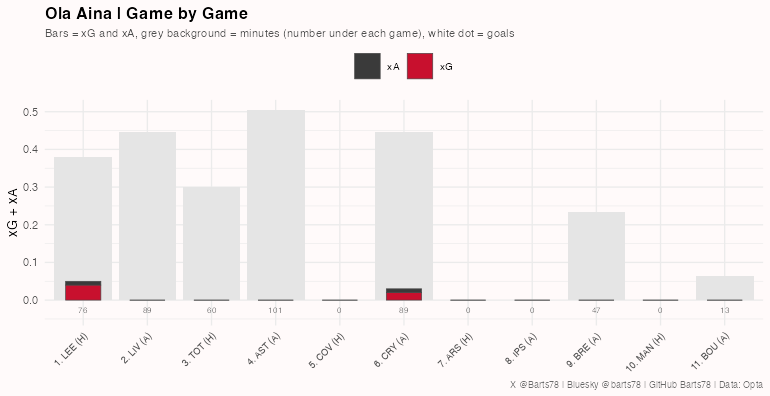 Ola Aina | Game by Game
Bars = xG and xA, grey background = minutes (number under each game), white dot = goals
xA xG
xG + xA
0.5
0.4
0.3
0.2
0.1
0.0
76 89 60 101 0 89 0 0 47 0 13
1. LEE (H)
2. LIV (A)
3. TOT (H)
4. AST (A)
5. COV (H)
6. CRY (A)
7. ARS (H)
8. IPS (A)
9. BRE (A)
10. MAN (H)
11. BOU (A)
X @Barts78 | Bluesky @barts78 | GitHub Barts78 | Data: Opta